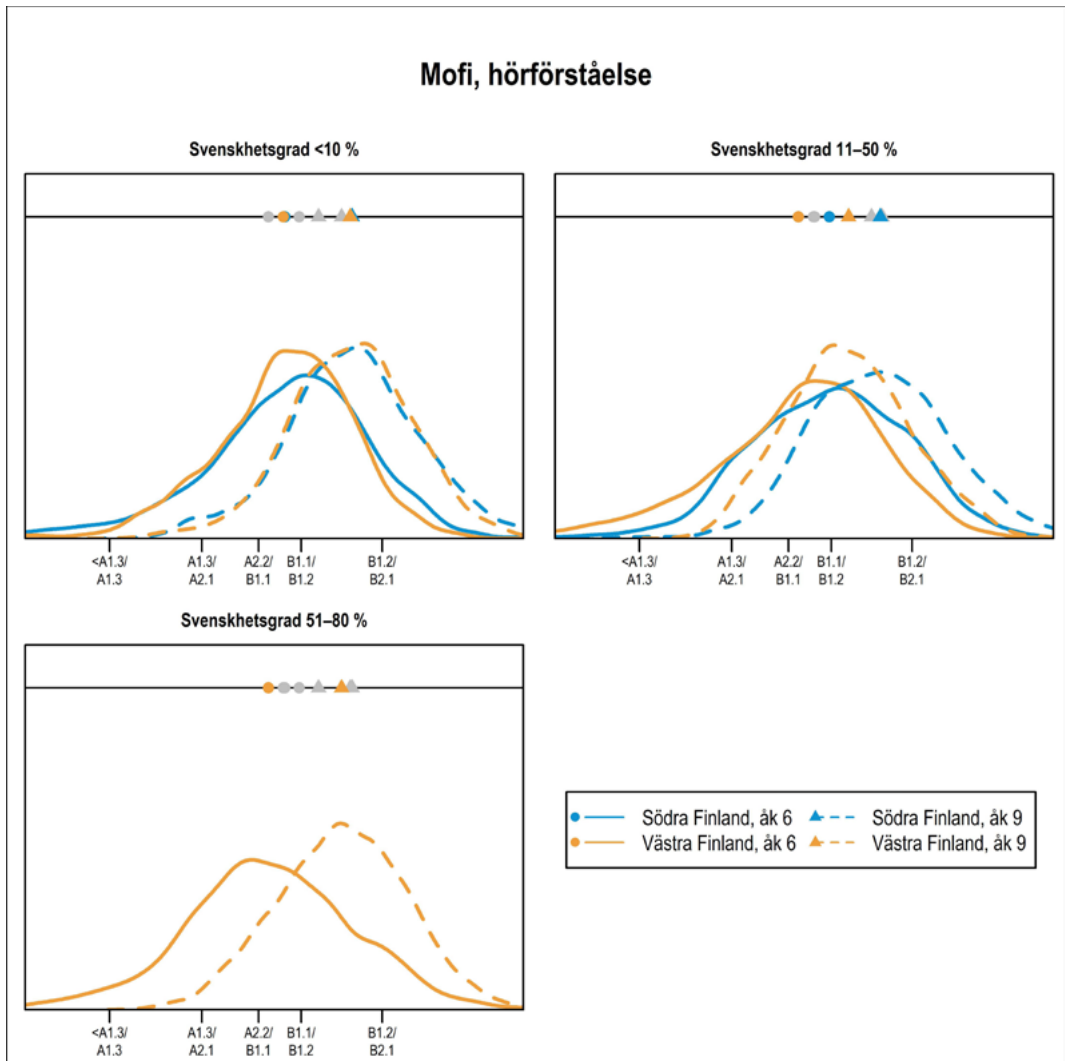 Mofi, hörförståelse
Svenskhetsgrad <10 %
Svenskhetsgrad 11–50 %
<A1.3/ A1.3/ A2.2/ B1.1/ B1.2/
A1.3 A2.1 B1.1 B1.2 B2.1
<A1.3/ A1.3/ A2.2/ B1.1/ B1.2/
A1.3 A2.1 B1.1 B1.2 B2.1
Svenskhetsgrad 51–80 %
Södra Finland, åk 6 Södra Finland, åk 9
Västra Finland, åk 6 Västra Finland, åk 9
<A1.3/ A1.3/ A2.2/ B1.1/ B1.2/
A1.3 A2.1 B1.1 B1.2 B2.1